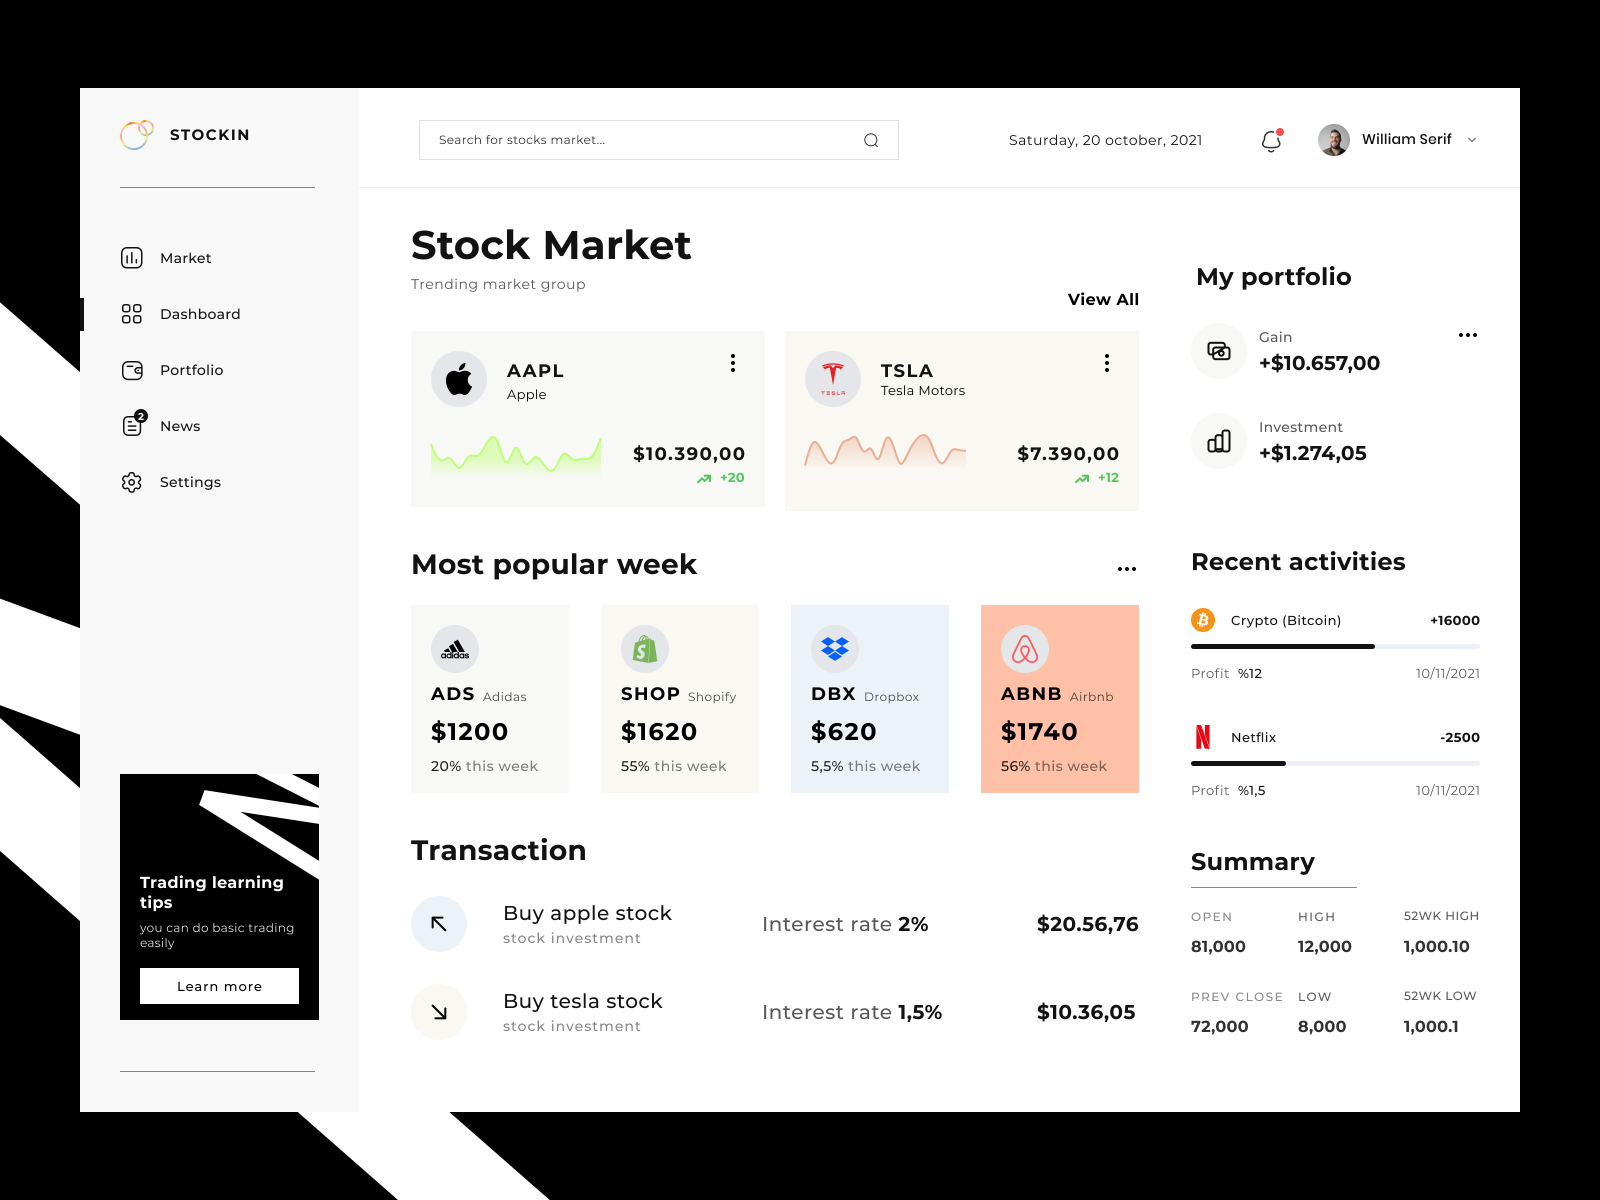 STOCKIN
Search for stocks market...
Saturday, 20 october, 2021
William Serif
Market
Dashboard
Portfolio
2
News
Settings
Trading learning
tips
you can do basic trading
easily
Learn more
Stock Market
Trending market group
View All
AAPL
Apple
$10.390,00
+20
TSLA
Tesla Motors
TESLA
$7.390,00
+12
Most popular week
adidas
ADS Adidas
$1200
20% this week
S
SHOP Shopify
$1620
55% this week
DBX Dropbox
$620
5,5% this week
ABNB Airbnb
$1740
56% this week
Transaction
Buy apple stock
stock investment
Interest rate 2%
$20.56,76
Buy tesla stock
stock investment
Interest rate 1,5%
$10.36,05
My portfolio
Gain
+$10.657,00
Investment
+$1.274,05
Recent activities
Crypto (Bitcoin) +16000
Profit %12 10/11/2021
Netflix -2500
Profit %1,5 10/11/2021
Summary
OPEN HIGH 52WK HIGH
81,000 12,000 1,000.10
PREV CLOSE LOW 52WK LOW
72,000 8,000 1,000.1